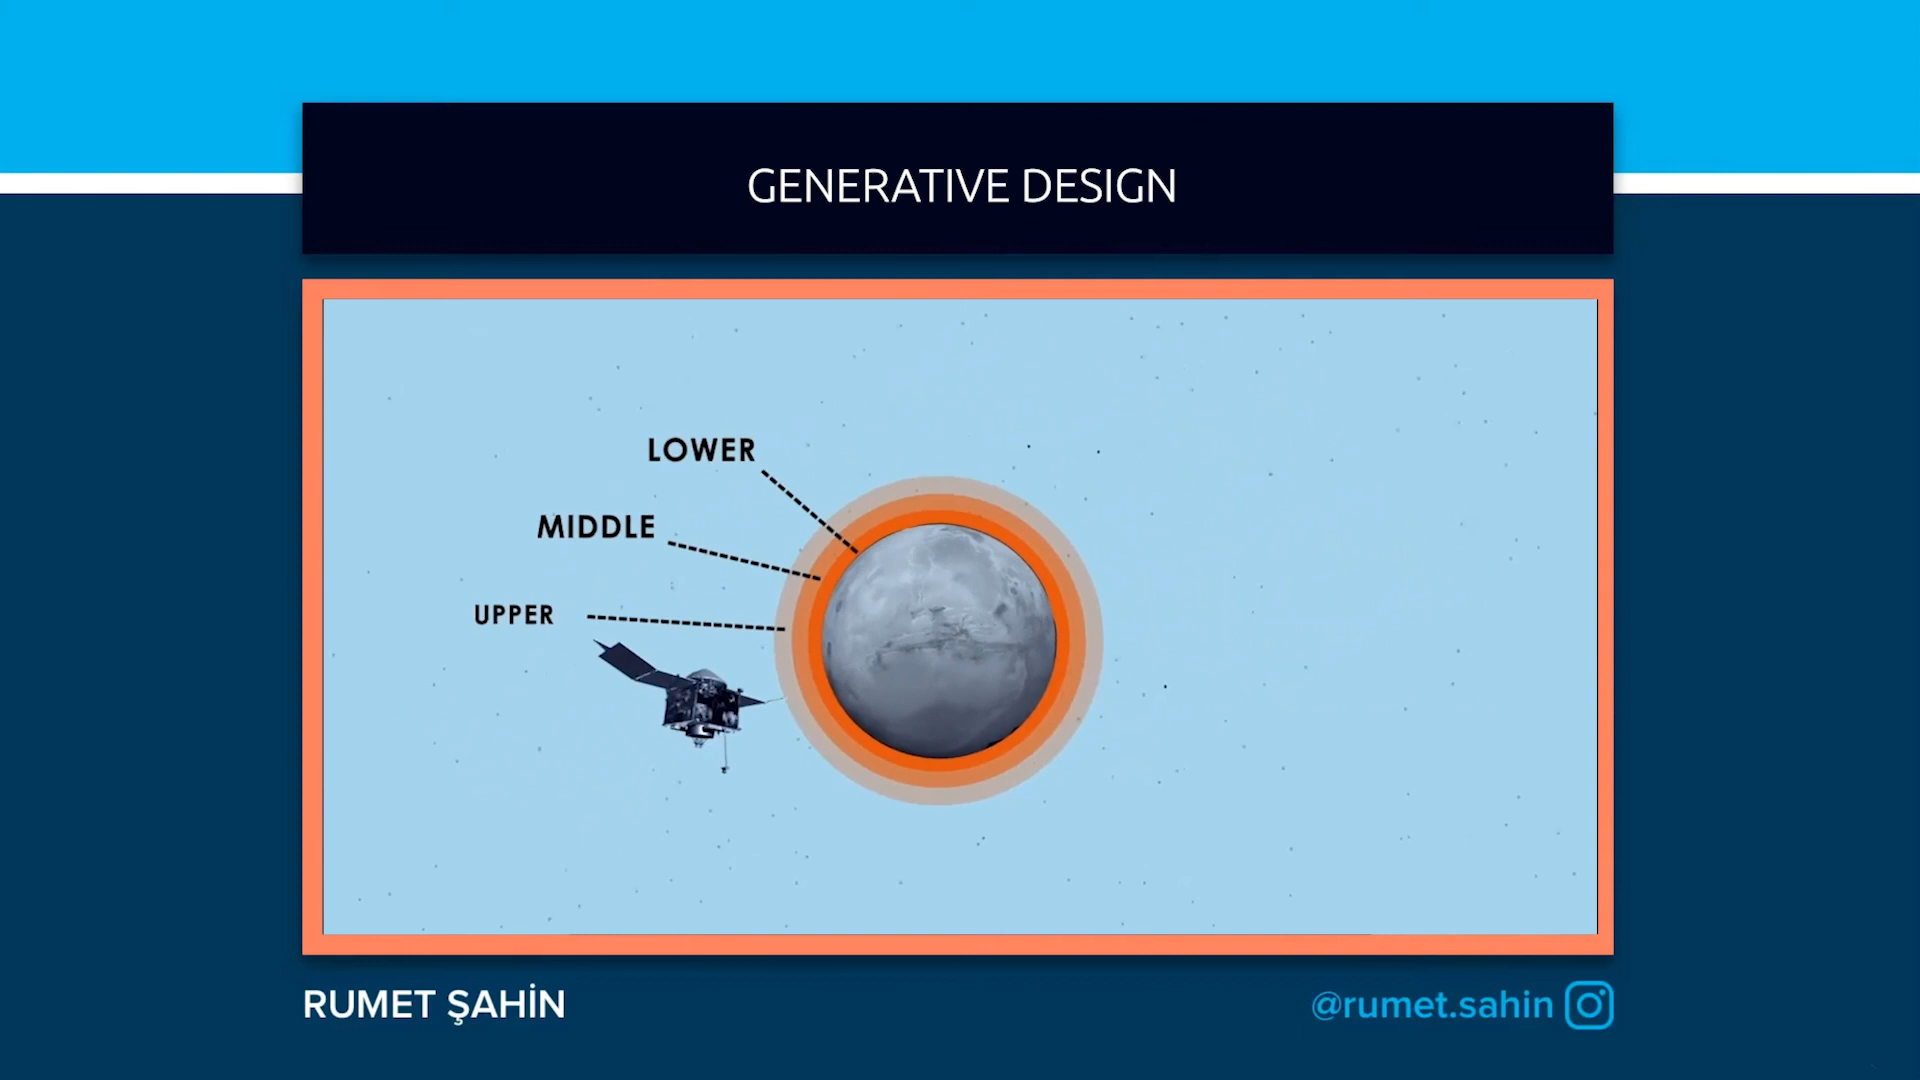 GENERATIVE DESIGN
LOWER
MIDDLE
UPPER
RUMET ŞAHİN
@rumet.sahin